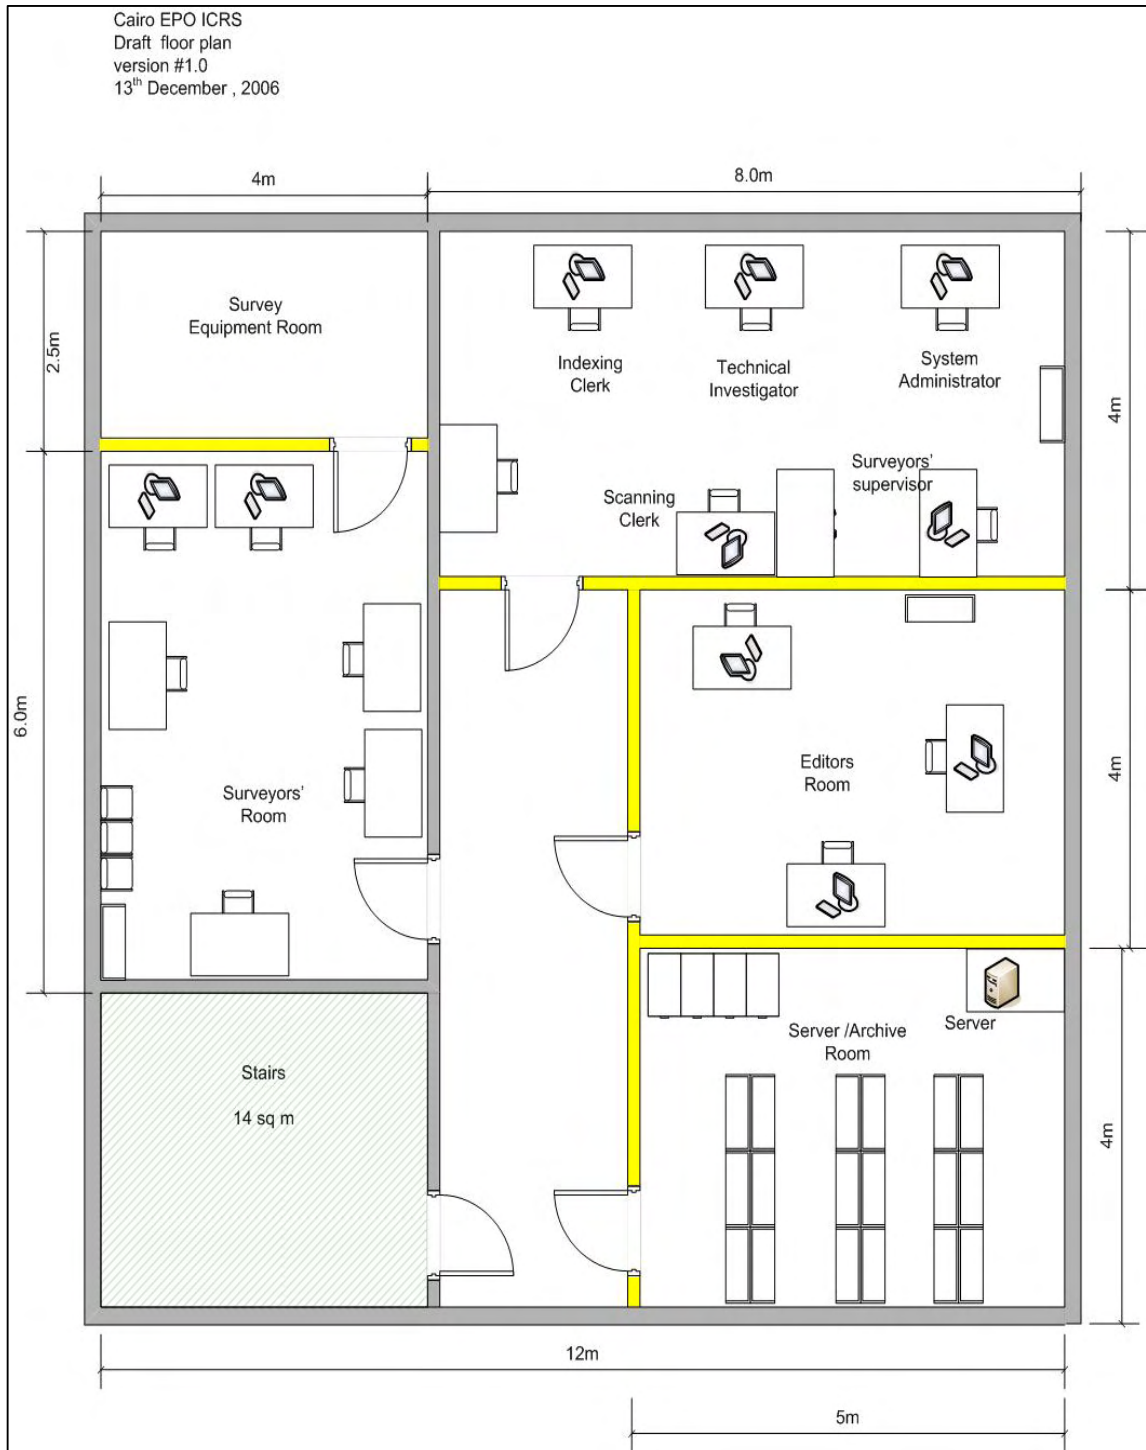 Cairo EPO ICRS
Draft floor plan
version #1.0
13th December , 2006
4m
8.0m
Survey
Equipment Room
2.5m
Indexing
Clerk
Technical
Investigator
System
Administrator
4m
Scanning
Clerk
Surveyors'
supervisor
6.0m
Surveyors'
Room
Editors
Room
4m
Server /Archive
Room
Server
Stairs
14 sq m
4m
12m
5m